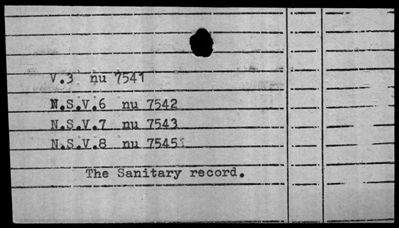 V.3 nu 7541
N.S.V.6 nu 7542
N.S.V.7 nu 7543
N.S.V.8 nu 7545
The Sanitary record.